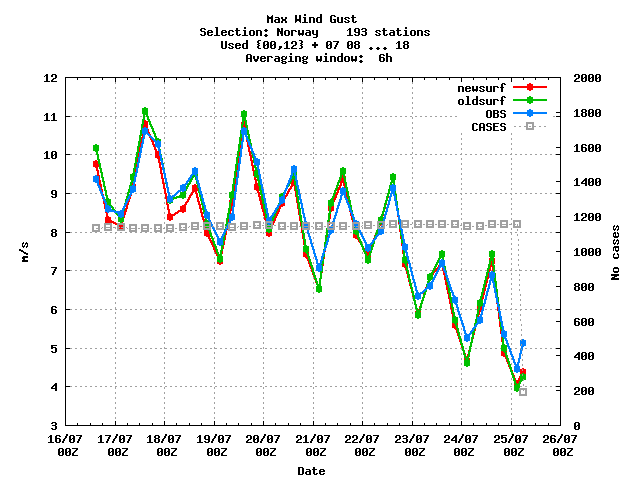 Max Wind Gust
Selection: Norway 193 stations
Used {00,12} + 07 08 ... 18
Averaging window: 6h
newsurf
oldsurf
OBS
CASES
12
11
10
9
8
7
6
5
4
3
m/s
2000
1800
1600
1400
1200
1000
800
600
400
200
0
No cases
16/07 17/07 18/07 19/07 20/07 21/07 22/07 23/07 24/07 25/07 26/07
00Z 00Z 00Z 00Z 00Z 00Z 00Z 00Z 00Z 00Z 00Z
Date